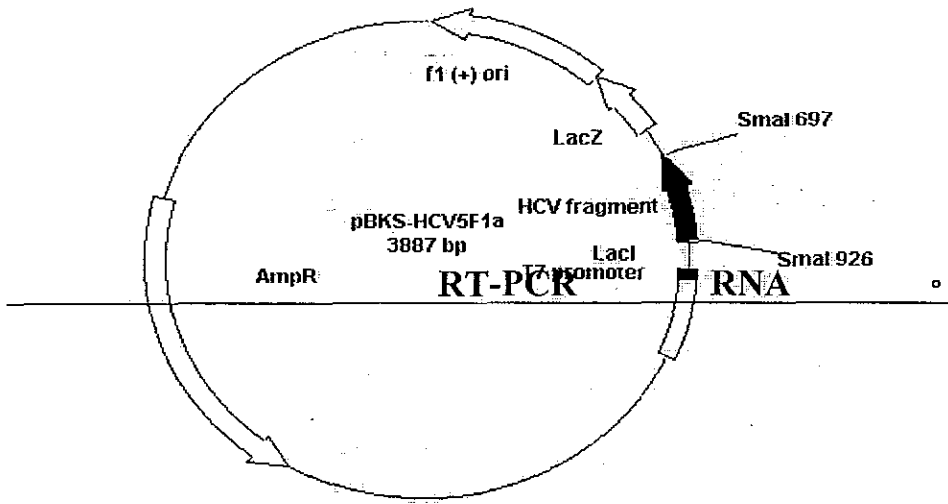 f1 (+) ori
SmaI 697
LacZ
HCV fragment
pBKS-HCV5F1a
3887 bp
LacI
SmaI 926
T7 promoter
AmpR
RT-PCR
RNA